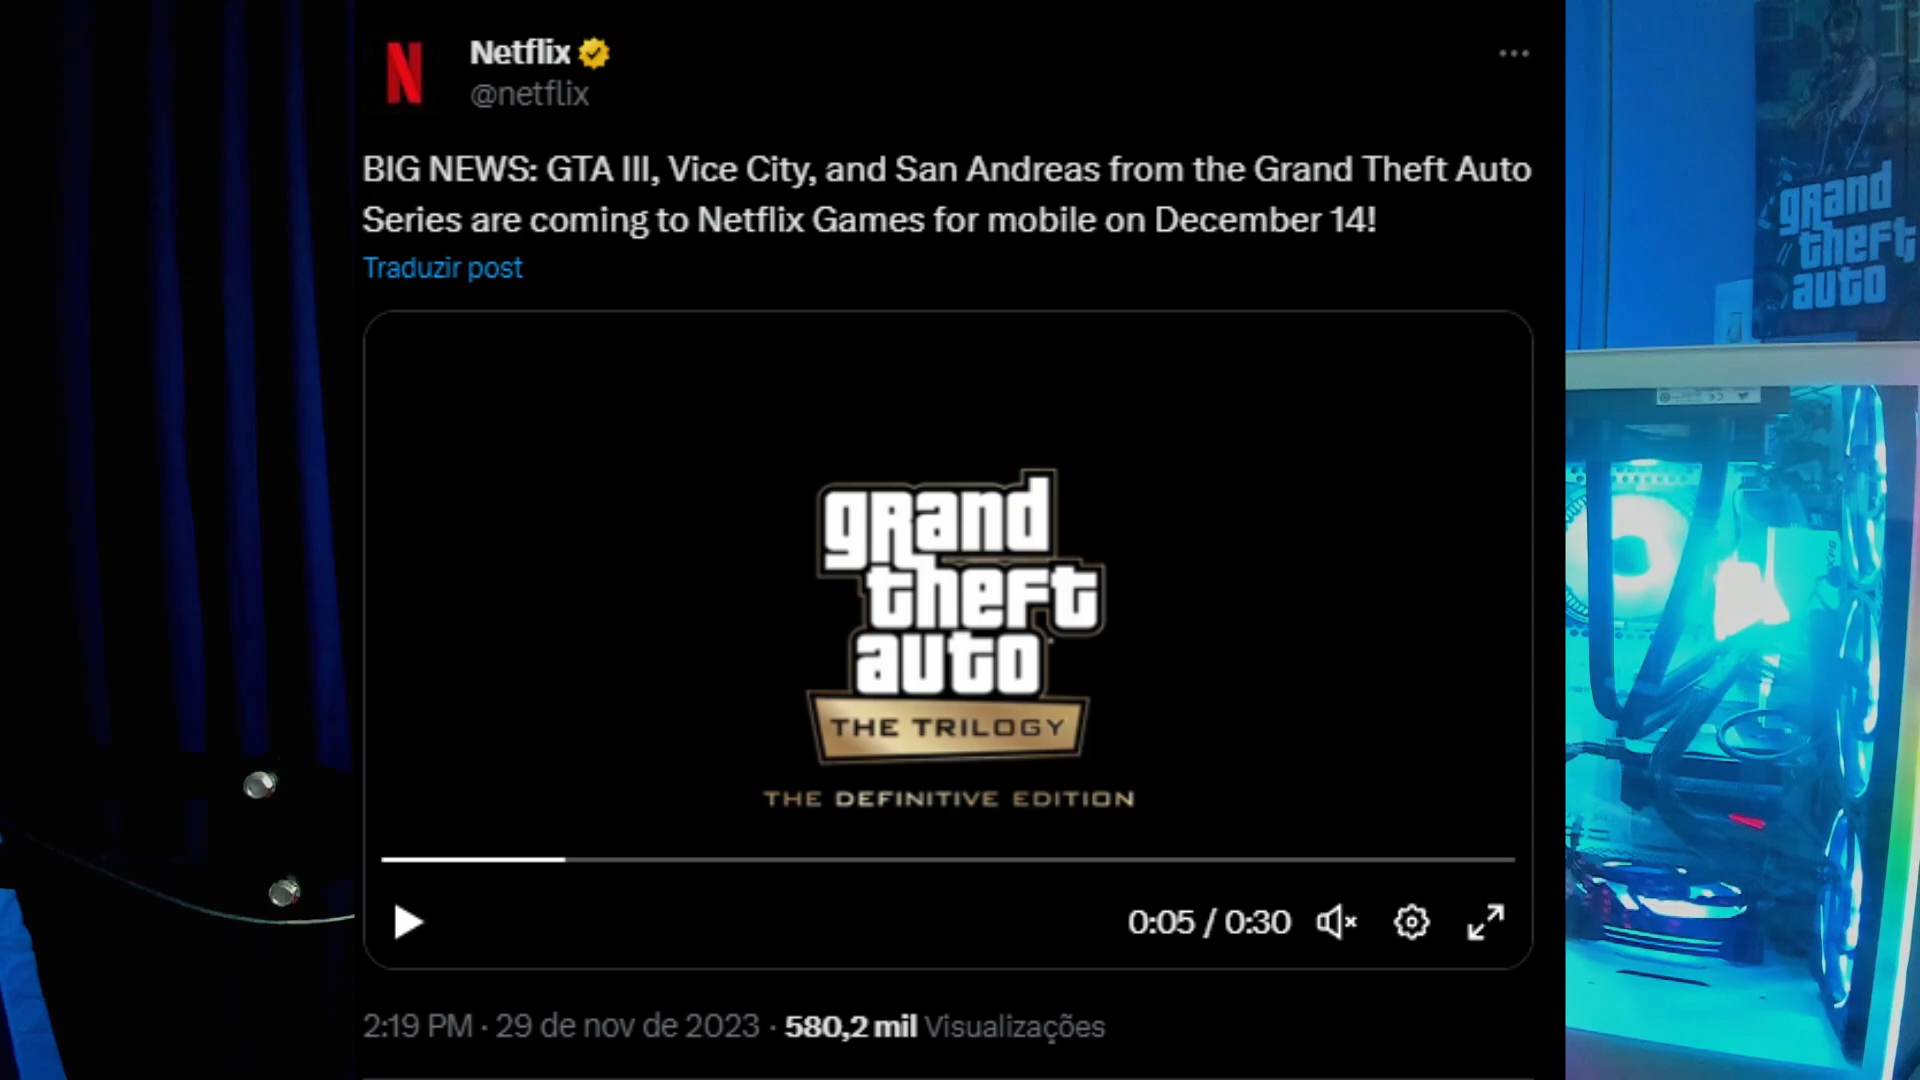 Netflix
@netflix
BIG NEWS: GTA III, Vice City, and San Andreas from the Grand Theft Auto
Series are coming to Netflix Games for mobile on December 14!
Traduzir post
grand
theft
auto
THE TRILOGY
THE DEFINITIVE EDITION
0:05 / 0:30
2:19 PM · 29 de nov de 2023 · 580,2 mil Visualizações
grand
theft
auto
XPG